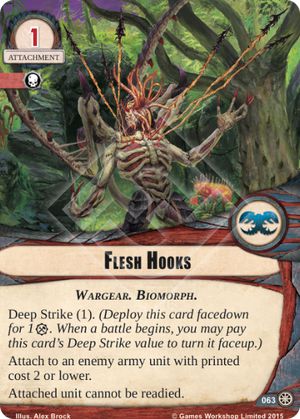 1
ATTACHMENT
FLESH HOOKS
WARGEAR. BIOMORPH.
Deep Strike (1). (Deploy this card facedown
for 1. When a battle begins, you may pay
this card's Deep Strike value to turn it faceup.)
Attach to an enemy army unit with printed
cost 2 or lower.
Attached unit cannot be readied.
063
Illus. Alex Brock
© Games Workshop Limited 2015